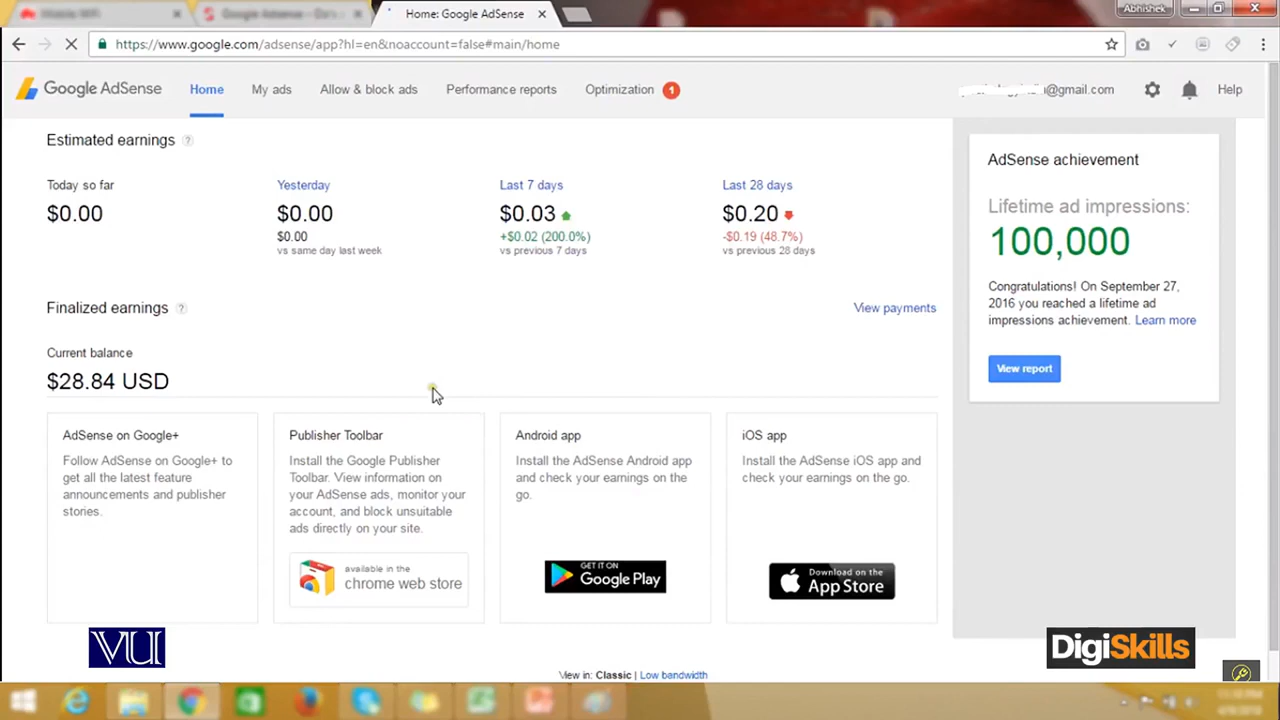 Home: Google AdSense
Abhishek
https://www.google.com/adsense/app?hl=en&noaccount=false#main/home
Google AdSense
Home
My ads
Allow & block ads
Performance reports
Optimization
1
@gmail.com
Help
Estimated earnings ?
Today so far
$0.00
Yesterday
$0.00
$0.00
vs same day last week
Last 7 days
$0.03
+$0.02 (200.0%)
vs previous 7 days
Last 28 days
$0.20
-$0.19 (48.7%)
vs previous 28 days
Finalized earnings ?
View payments
Current balance
$28.84 USD
AdSense on Google+
Follow AdSense on Google+ to
get all the latest feature
announcements and publisher
stories.
Publisher Toolbar
Install the Google Publisher
Toolbar. View information on
your AdSense ads, monitor your
account, and block unsuitable
ads directly on your site.
available in the
chrome web store
Android app
Install the AdSense Android app
and check your earnings on the
go.
GET IT ON
Google Play
iOS app
Install the AdSense iOS app and
check your earnings on the go.
Download on the
App Store
AdSense achievement
Lifetime ad impressions:
100,000
Congratulations! On September 27,
2016 you reached a lifetime ad
impressions achievement. Learn more
View report
VU
DigiSkills
View in: Classic | Low bandwidth